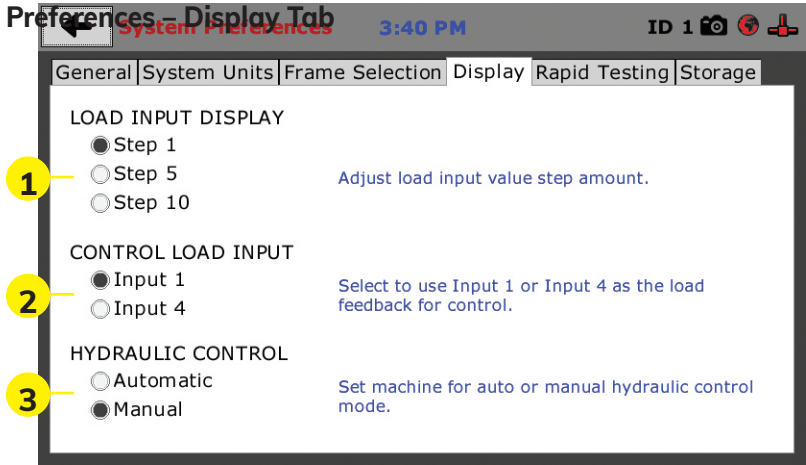 Preferences – Display Tab
System Preferences 3:40 PM ID 1
General System Units Frame Selection Display Rapid Testing Storage
LOAD INPUT DISPLAY
Step 1
1 Step 5
Adjust load input value step amount.
Step 10
CONTROL LOAD INPUT
Input 1
2 Input 4
Select to use Input 1 or Input 4 as the load
feedback for control.
HYDRAULIC CONTROL
Automatic
3 Manual
Set machine for auto or manual hydraulic control
mode.